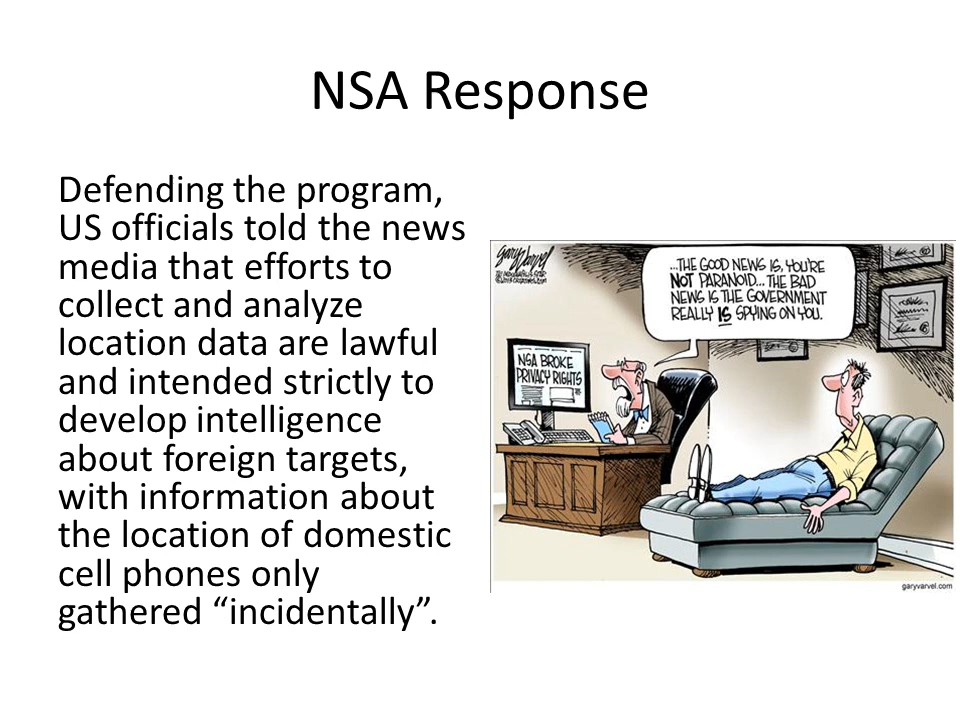 NSA Response
Defending the program,
US officials told the news
media that efforts to
collect and analyze
location data are lawful
and intended strictly to
develop intelligence
about foreign targets,
with information about
the location of domestic
cell phones only
gathered “incidentally”.
Gary Varvel
...THE GOOD NEWS IS, YOU'RE
NOT PARANOID... THE BAD
NEWS IS THE GOVERNMENT
REALLY IS SPYING ON YOU.
NSA BROKE
PRIVACY RIGHTS
garyvarvel.com